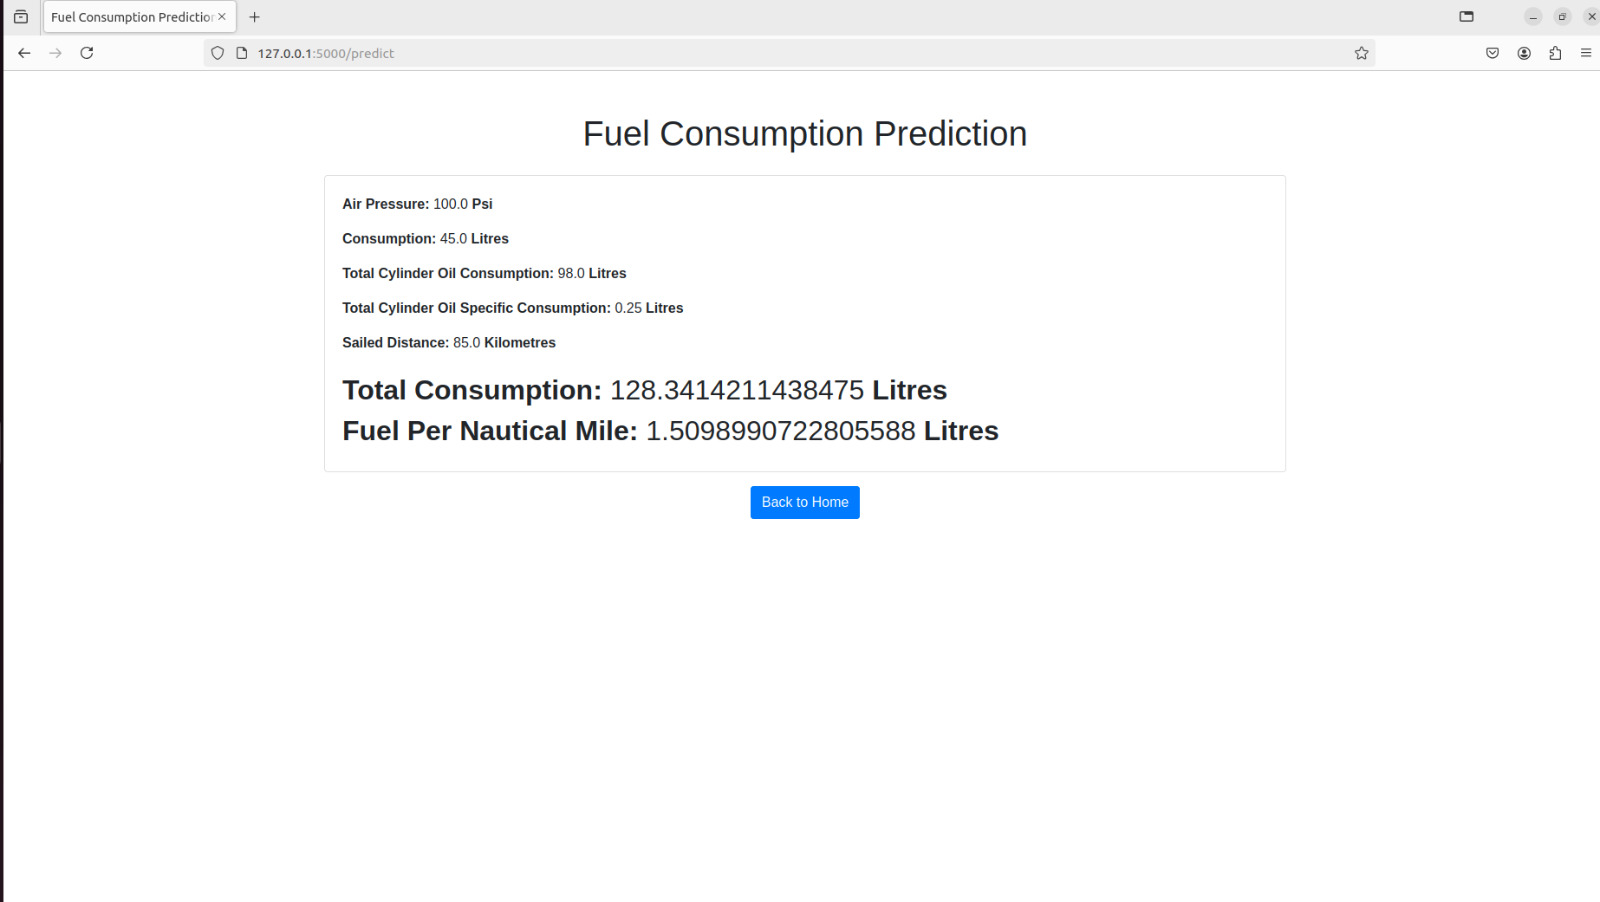 Fuel Consumption Prediction
127.0.0.1:5000/predict
Fuel Consumption Prediction
Air Pressure: 100.0 Psi
Consumption: 45.0 Litres
Total Cylinder Oil Consumption: 98.0 Litres
Total Cylinder Oil Specific Consumption: 0.25 Litres
Sailed Distance: 85.0 Kilometres
Total Consumption: 128.3414211438475 Litres
Fuel Per Nautical Mile: 1.5098990722805588 Litres
Back to Home